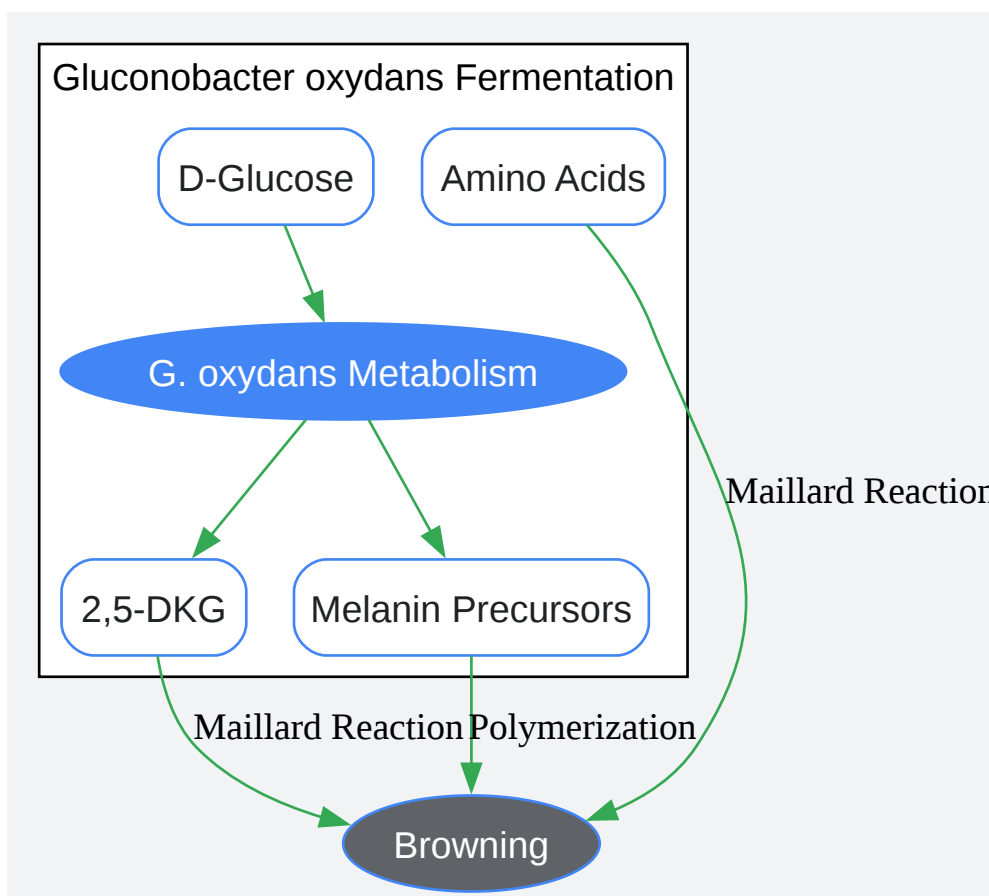 Gluconobacter oxydans Fermentation
D-Glucose
Amino Acids
G. oxydans Metabolism
Maillard Reaction
2,5-DKG
Melanin Precursors
Maillard Reaction
Polymerization
Browning